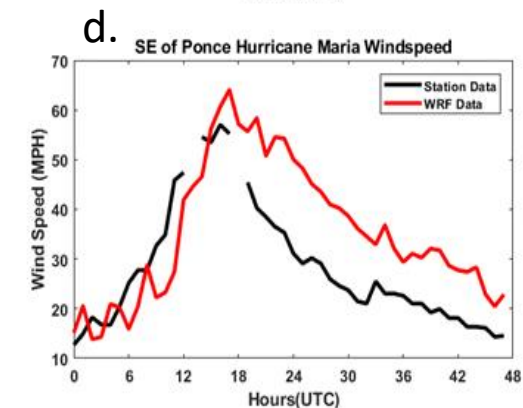 d.
SE of Ponce Hurricane Maria Windspeed
70
60
50
40
30
20
10
Wind Speed (MPH)
Station Data
WRF Data
0 6 12 18 24 30 36 42 48
Hours(UTC)